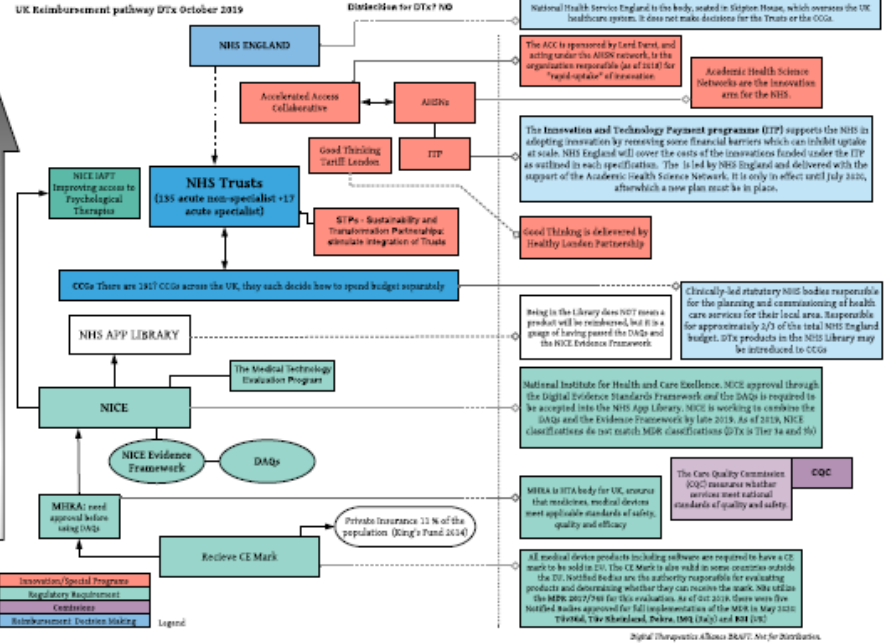 UK Reimbursement pathway DTx October 2019
Distinction for DTx? NO
National Health Service England is the body, seated in Skipton House, which oversees the UK
healthcare system. It does not make decisions for the Trusts or the CCGs.
NHS ENGLAND
The ACC is sponsored by Lord Darzi, and
acting under the AHSN network, is the
organisation responsible (as of 2018) for
"rapid-uptake" of innovation
Academic Health Science
Networks are the innovation
arm for the NHS.
Accelerated Access
Collaborative
AHSNs
Good Thinking
Tariff London
ITP
The Innovation and Technology Payment programme (ITP) supports the NHS in
adopting innovation by removing some financial barriers which can inhibit uptake
at scale. NHS England will cover the costs of the innovations funded under the ITP
as outlined in each specification. The is led by NHS England and delivered with the
support of the Academic Health Science Network. It is only in effect until July 2020,
afterwhich a new plan must be in place.
NICE IAPT
Improving access to
Psychological
Therapies
NHS Trusts
(135 acute non-specialist +17
acute specialist)
STPs - Sustainability and
Transformation Partnerships:
stimulate integration of Trusts
Good Thinking is delivered by
Healthy London Partnership
CCGs There are 191? CCGs across the UK, they each decide how to spend budget separately
Clinically-led statutory NHS bodies responsible
for the planning and commissioning of health
care services for their local area. Responsible
for approximately 2/3 of the total NHS England
budget. DTx products in the NHS Library may
be introduced to CCGs
NHS APP LIBRARY
Being in the Library does NOT mean a
product will be reimbursed, but it is a
guage of having passed the DAQs and
the NICE Evidence Framework
The Medical Technology
Evaluation Program
NICE
National Institute for Health and Care Exellence. NICE approval through
the Digital Evidence Standards Framework and the DAQs is required to
be accepted into the NHS App Library. NICE is working to combine the
DAQs and the Evidence Framework by late 2019. As of 2019, NICE
classifications do not match MDR classifications (DTx is Tier 3a and 3b)
NICE Evidence
Framework
DAQs
MHRA: need
approval before
using DAQs
MHRA is HTA body for UK, ensures
that medicines, medical devices
meet applicable standards of safety,
quality and efficacy
The Care Quality Commission
(CQC) measures whether
services meet national
standards of quality and safety.
CQC
Private Insurance 11 % of the
population (King's Fund 2014)
Recieve CE Mark
All medical device products including software are required to have a CE
mark to be sold in EU. The CE Mark is also valid in some countries outside
the EU. Notified Bodies are the authority responsible for evaluating
products and determining whether they can receive the mark. NBs utilize
the MDR 2017/745 for this evaluation. As of Oct 2019, there were five
Notified Bodies approved for full implementation of the MDR in May 2020:
TüvSüd, Tüv Rheinland, Dekra, IMQ (Italy) and BSI (UK)
Innovation/Special Programs
Regulatory Requirement
Comissions
Reimbursement Decision Making
Legend
Digital Therapeutics Alliance DRAFT. Not for Distribution.